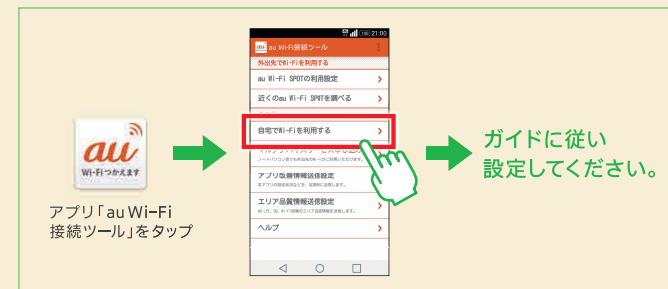 au
Wi-Fiつかえます
アプリ「au Wi-Fi
接続ツール」をタップ
21:00
au Wi-Fi接続ツール
外出先でWi-Fiを利用する
au Wi-Fi SPOTの利用設定
近くのau Wi-Fi SPOTを調べる
自宅でWi-Fiを利用する
アプリ改善情報送信設定
エリア品質情報送信設定
ヘルプ
ガイドに従い
設定してください。